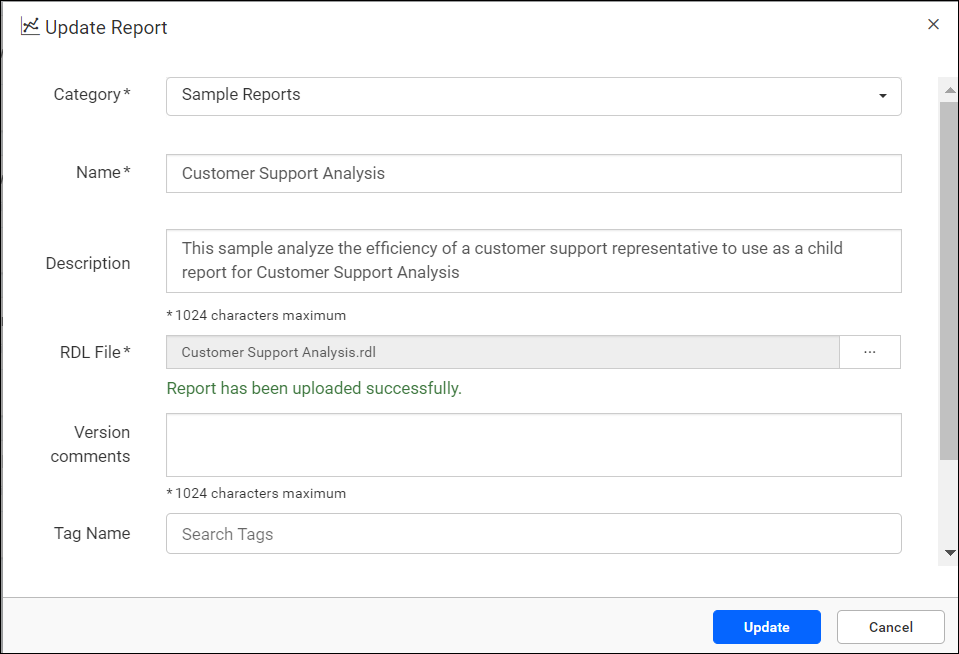 Update Report
Category*
Sample Reports
Name*
Customer Support Analysis
Description
This sample analyze the efficiency of a customer support representative to use as a child
report for Customer Support Analysis
*1024 characters maximum
RDL File*
Customer Support Analysis.rdl
...
Report has been uploaded successfully.
Version
comments
*1024 characters maximum
Tag Name
Search Tags
Update
Cancel